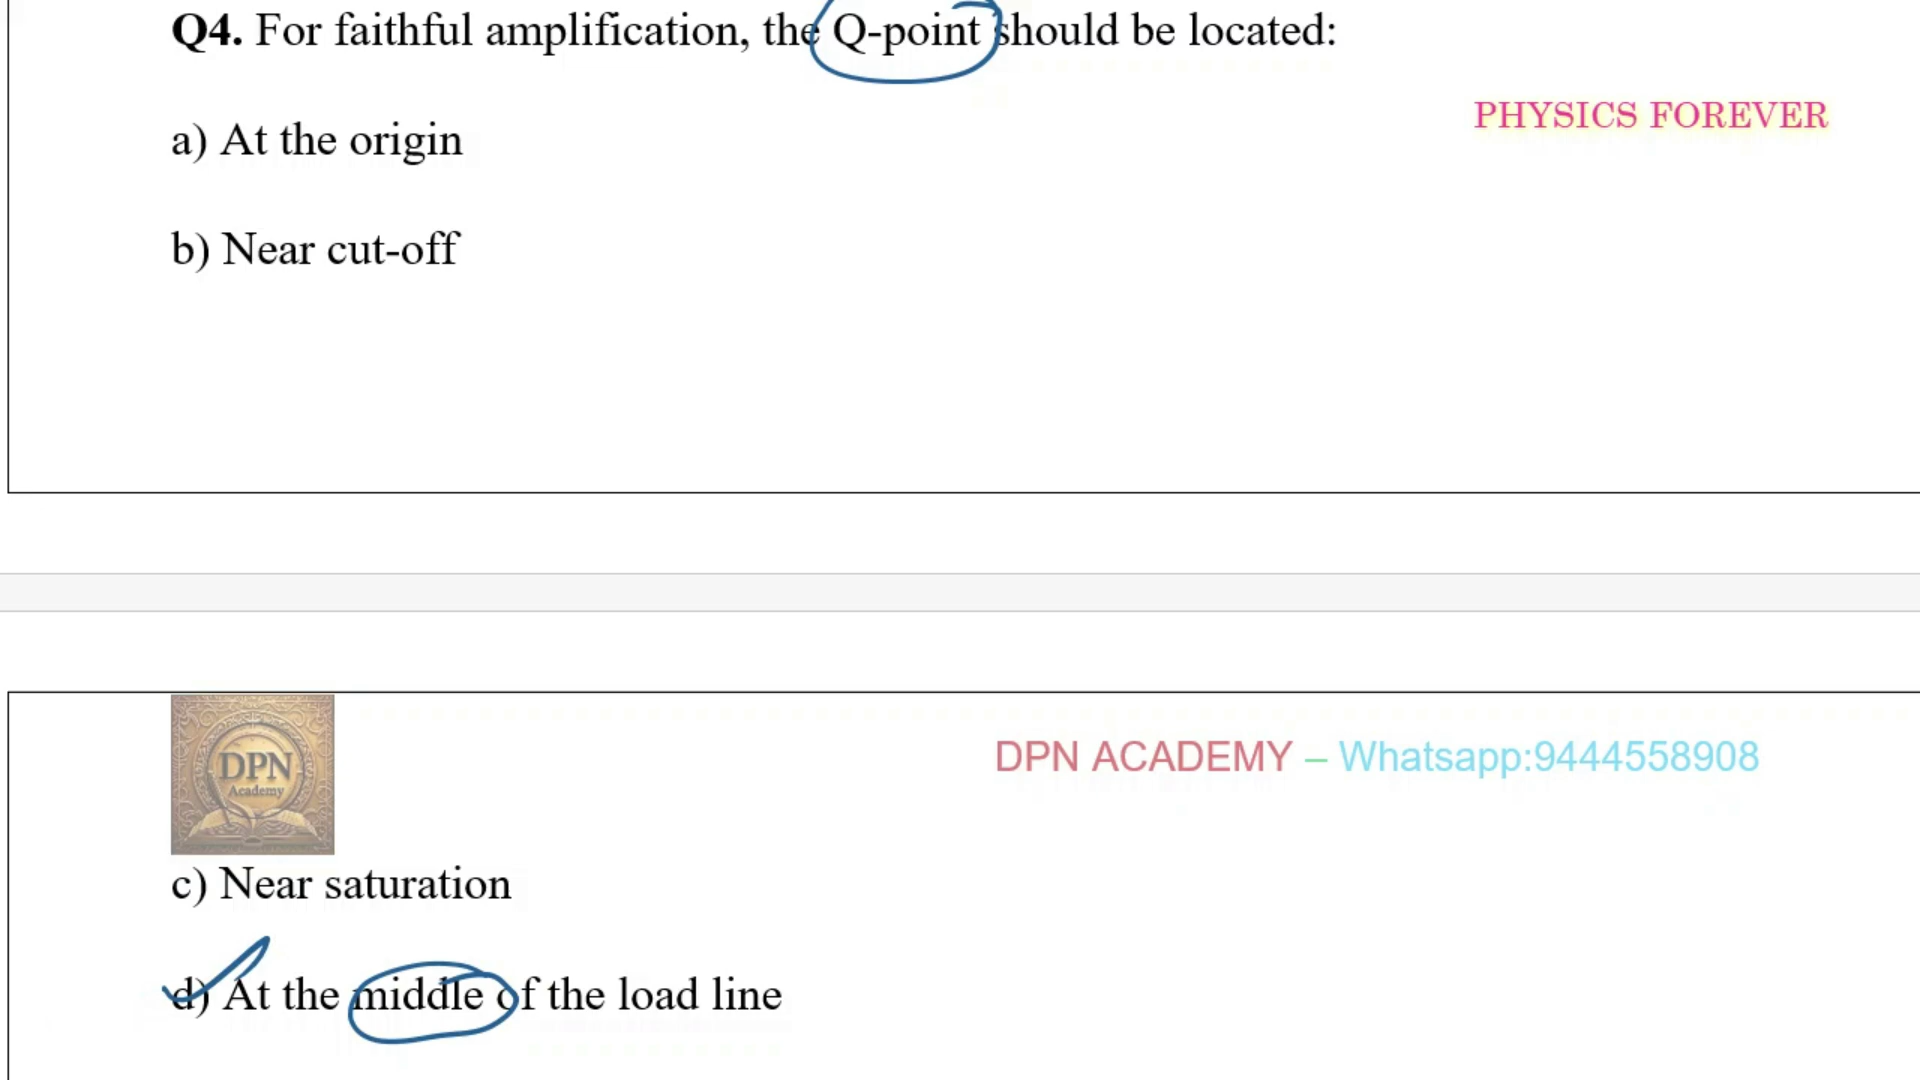 Q4. For faithful amplification, the Q-point should be located:
PHYSICS FOREVER
a) At the origin
b) Near cut-off
DPN
Academy
DPN ACADEMY – Whatsapp:9444558908
c) Near saturation
d) At the middle of the load line